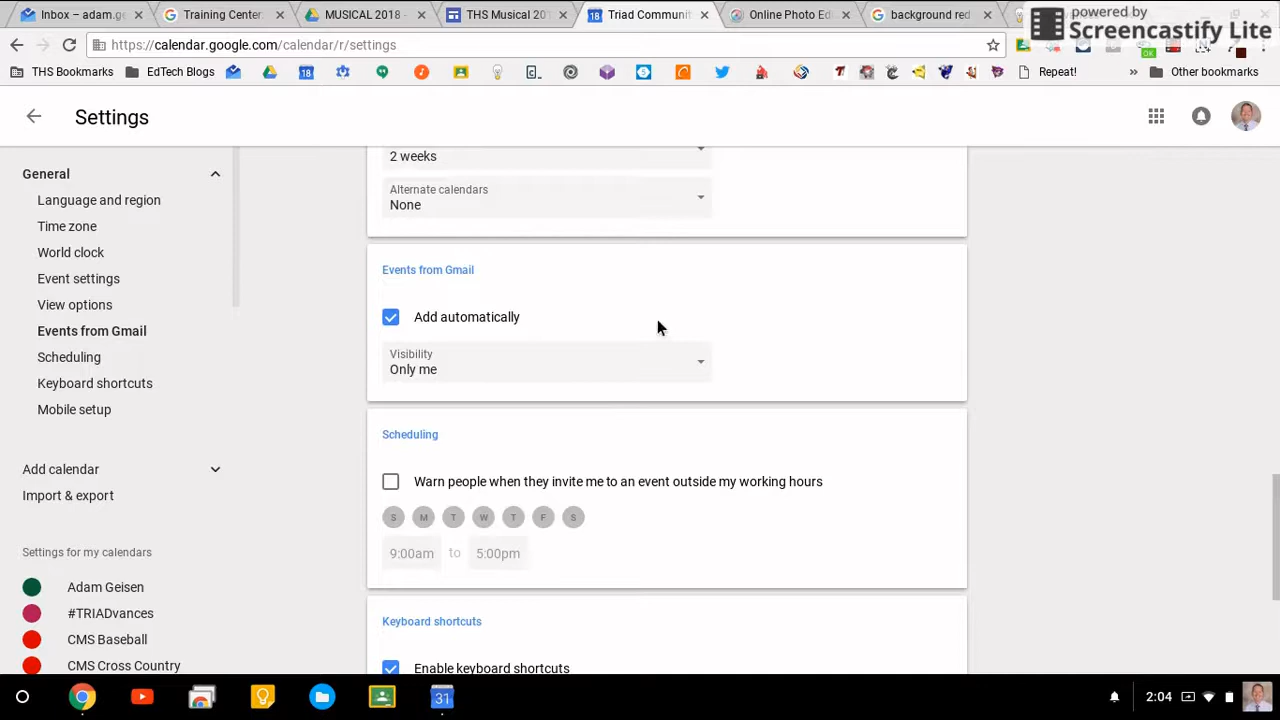 Inbox – adam.ge
Training Center
MUSICAL 2018 -
THS Musical 201
Triad Communi
Online Photo Edi
background red
powered by
Screencastify Lite
https://calendar.google.com/calendar/r/settings
THS Bookmarks
EdTech Blogs
18
Repeat!
»
Other bookmarks
Settings
General
Language and region
Time zone
World clock
Event settings
View options
Events from Gmail
Scheduling
Keyboard shortcuts
Mobile setup
Add calendar
Import & export
Settings for my calendars
Adam Geisen
#TRIADvances
CMS Baseball
CMS Cross Country
2 weeks
Alternate calendars
None
Events from Gmail
Add automatically
Visibility
Only me
Scheduling
Warn people when they invite me to an event outside my working hours
S M T W T F S
9:00am to 5:00pm
Keyboard shortcuts
Enable keyboard shortcuts
31
2:04